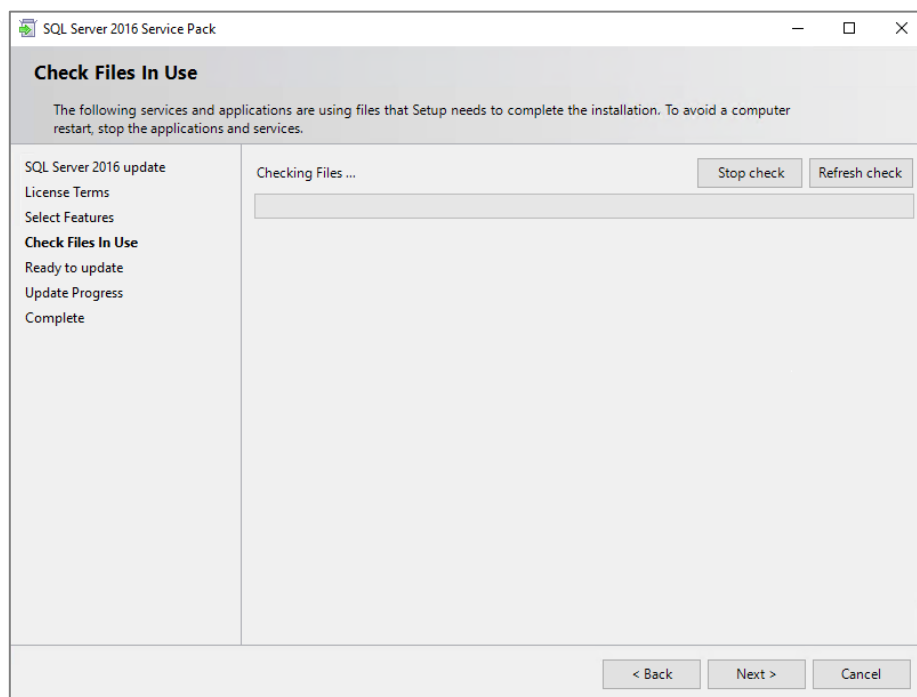 SQL Server 2016 Service Pack
Check Files In Use
The following services and applications are using files that Setup needs to complete the installation. To avoid a computer
restart, stop the applications and services.
SQL Server 2016 update
License Terms
Select Features
Check Files In Use
Ready to update
Update Progress
Complete
Checking Files ...
Stop check
Refresh check
< Back
Next >
Cancel